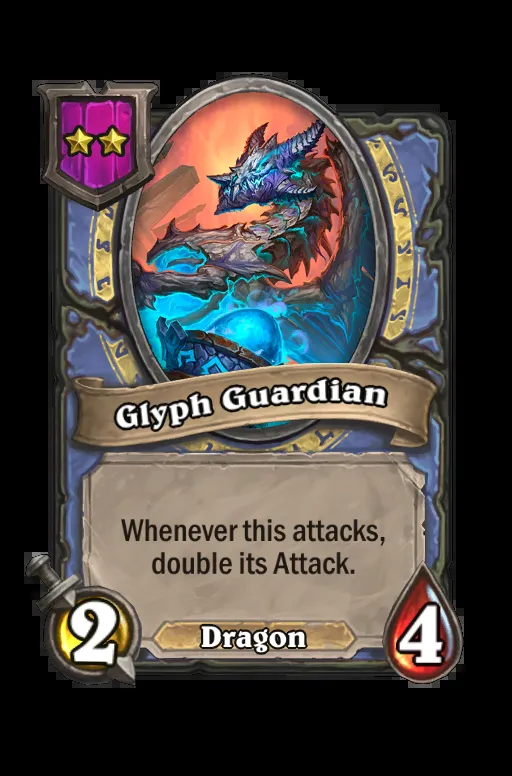 Glyph Guardian
Whenever this attacks,
double its Attack.
2
Dragon
4